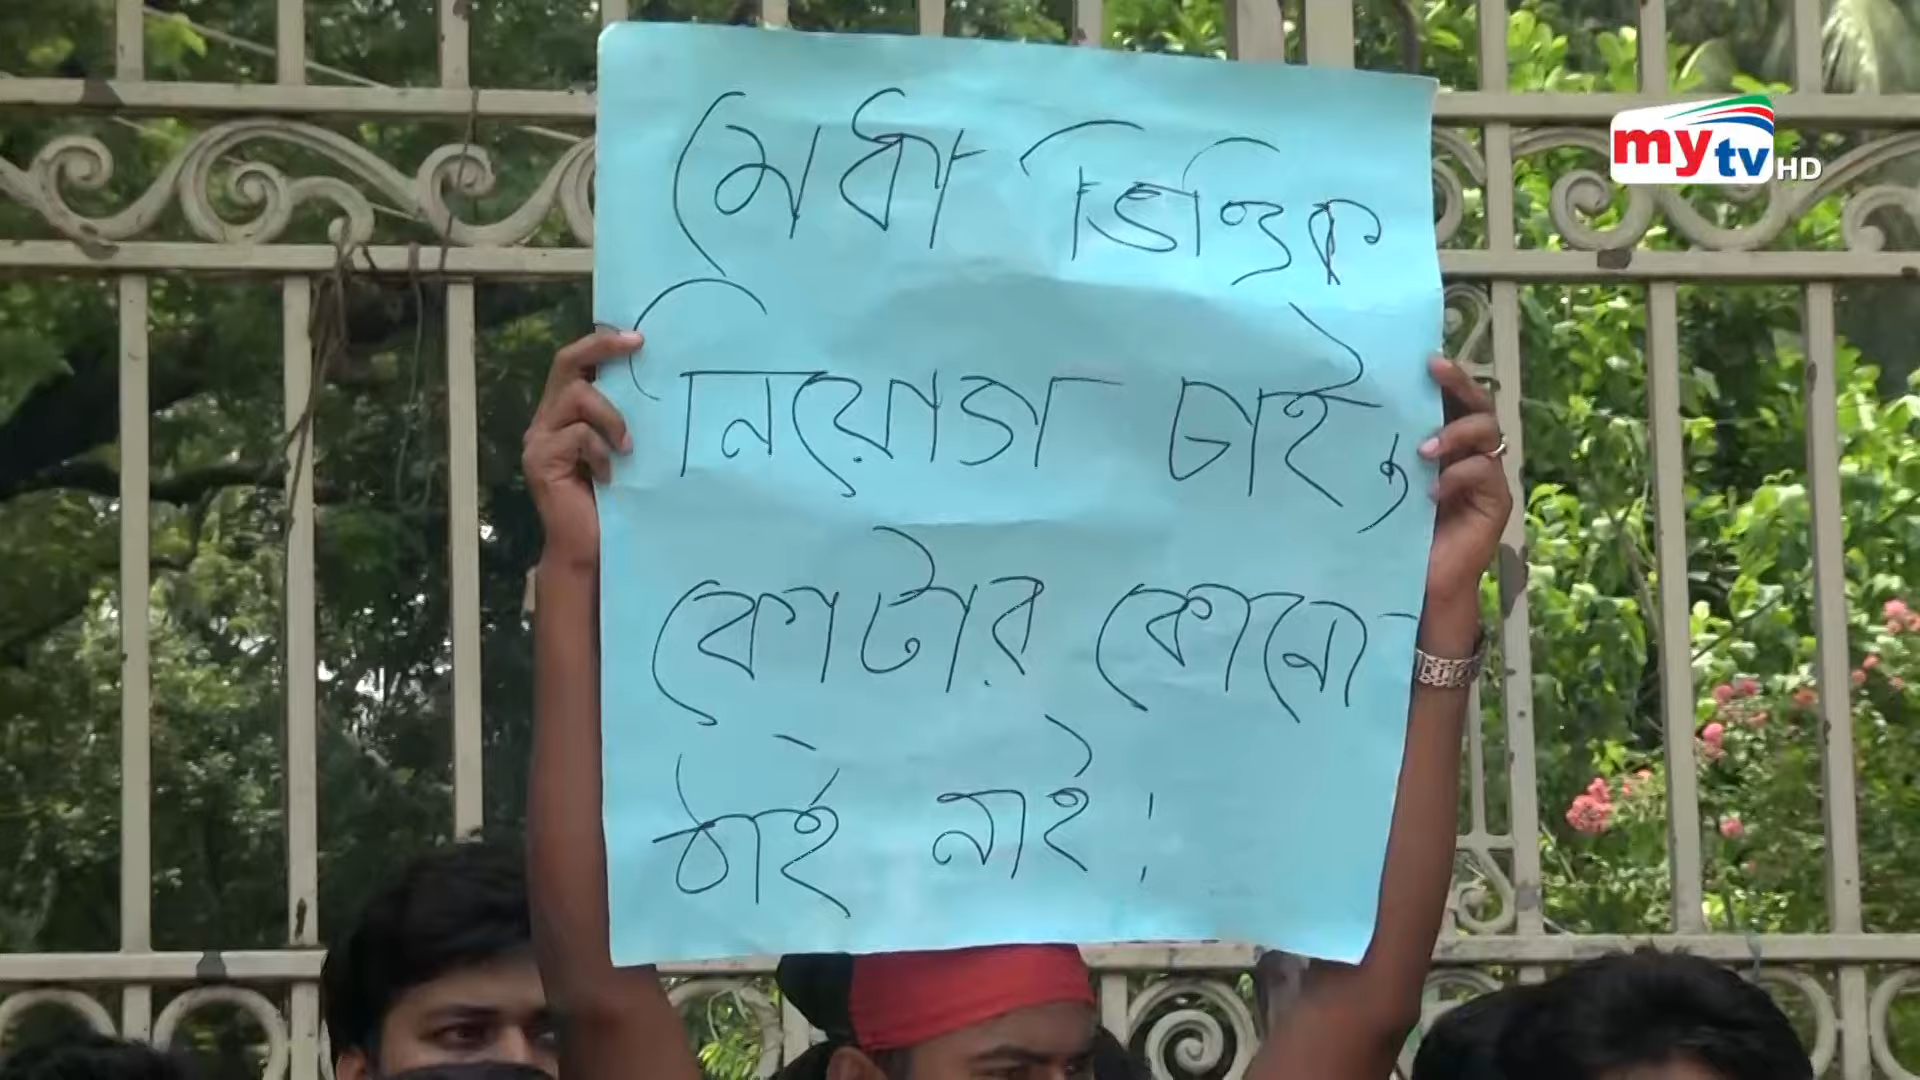 মেধা ভিত্তিক
নিয়োগ চাই,
কোটার কোনো
ঠাই নাই!
mytv HD